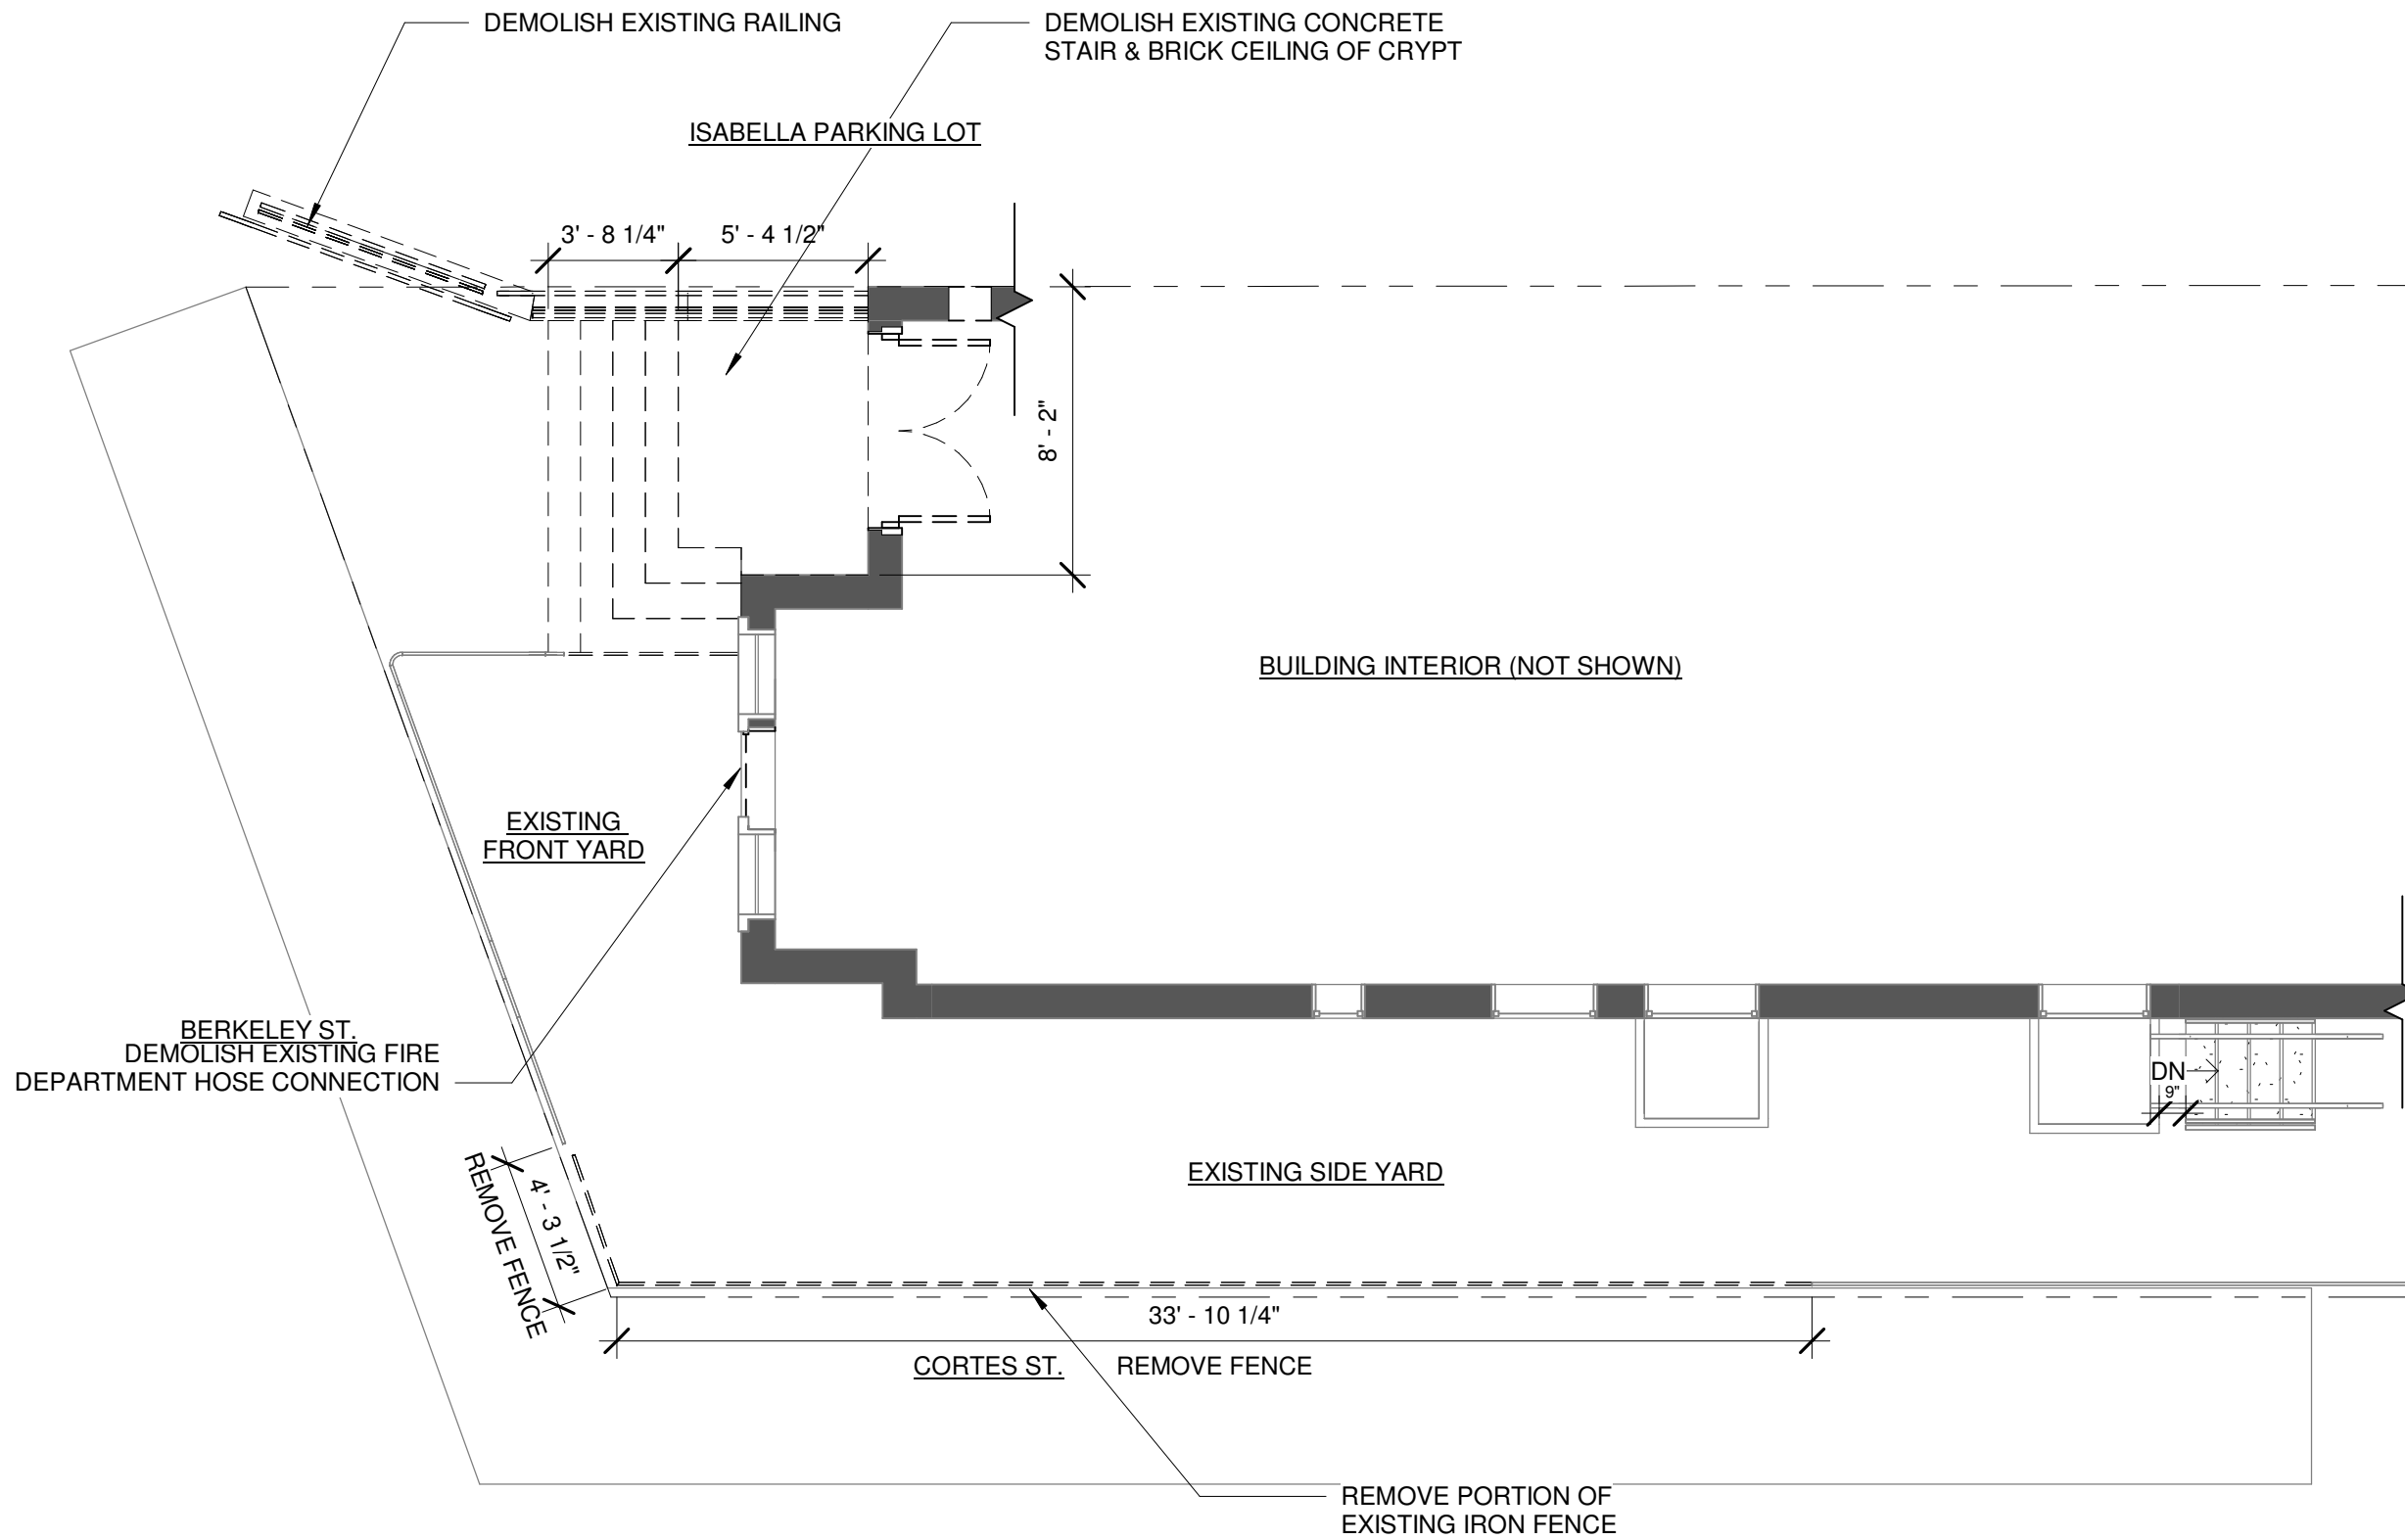 DEMOLISH EXISTING RAILING
DEMOLISH EXISTING CONCRETE
STAIR & BRICK CEILING OF CRYPT
ISABELLA PARKING LOT
3' - 8 1/4"
5' - 4 1/2"
8' - 2"
BUILDING INTERIOR (NOT SHOWN)
EXISTING
FRONT YARD
BERKELEY ST.
DEMOLISH EXISTING FIRE
DEPARTMENT HOSE CONNECTION
DN
9"
EXISTING SIDE YARD
4' - 3 1/2"
REMOVE FENCE
33' - 10 1/4"
CORTES ST.
REMOVE FENCE
REMOVE PORTION OF
EXISTING IRON FENCE